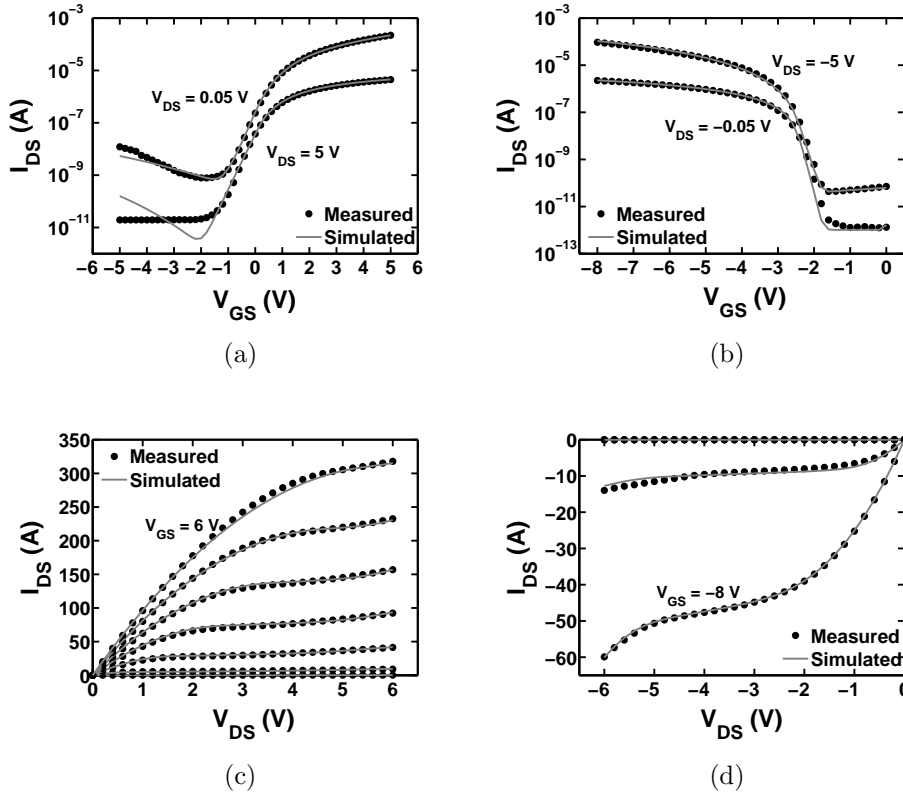 10⁻³
10⁻⁵
10⁻⁷
10⁻⁹
10⁻¹¹
I_DS (A)
V_DS = 0.05 V
V_DS = 5 V
Measured
Simulated
−6 −5 −4 −3 −2 −1 0 1 2 3 4 5 6
V_GS (V)
(a)
10⁻³
10⁻⁵
10⁻⁷
10⁻⁹
10⁻¹¹
10⁻¹³
I_DS (A)
V_DS = −5 V
V_DS = −0.05 V
Measured
Simulated
−8 −7 −6 −5 −4 −3 −2 −1 0
V_GS (V)
(b)
350
300
250
200
150
100
50
0
I_DS (A)
Measured
Simulated
V_GS = 6 V
0 1 2 3 4 5 6
V_DS (V)
(c)
0
−10
−20
−30
−40
−50
−60
I_DS (A)
V_GS = −8 V
Measured
Simulated
−6 −5 −4 −3 −2 −1 0
V_DS (V)
(d)